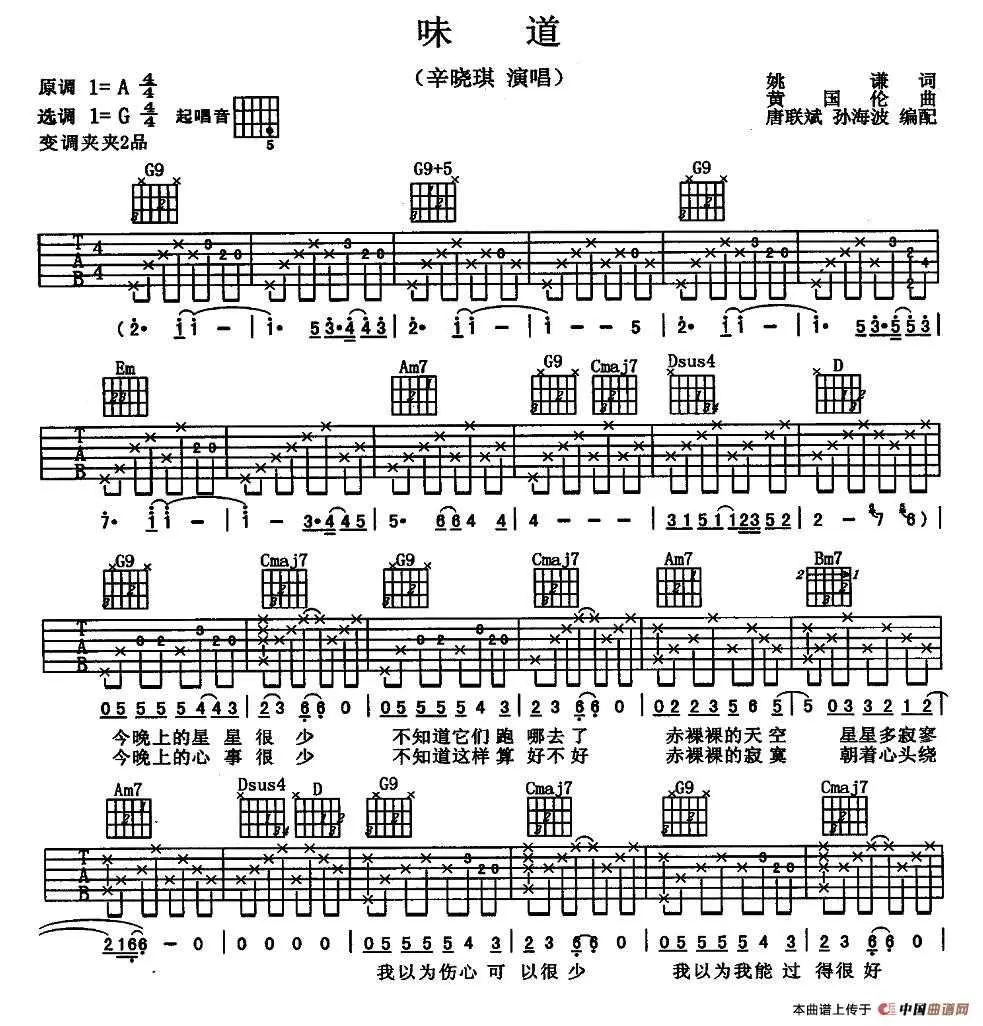 味 道
(辛晓琪 演唱)
原调 1=A 4/4
姚 谦 词
选调 1=G 4/4 起唱音
黄 国 伦 曲
变调夹夹2品
唐联斌 孙海波 编配
G9 G9+5 G9
(2· i i — | i· 5 3· 4 4 3 | 2· i i — | i — — 5 | 2· i i — | i· 5 3· 5 5 3 |
Em Am7 G9 Cmaj7 Dsus4 D
7· i i — | i — 3· 4 4 5 | 5· 6 6 4 4 | 4 — — — | 3 1 5 1 1 2 3 5 2 | 2 — 7 6 ) |
G9 Cmaj7 G9 Cmaj7 Am7 Bm7
0 5 5 5 5 4 4 3 | 2 3 6 6 0 | 0 5 5 5 5 4 3 | 2 3 6 6 0 | 0 2 2 3 5 6 5 | 5 0 3 3 2 1 2 |
今晚上的星星很少 不知道它们跑哪去了 赤裸裸的天空 星星多寂寥
今晚上的心事很少 不知道这样算好不好 赤裸裸的寂寞 朝着心头绕
Am7 Dsus4 D G9 Cmaj7 G9 Cmaj7
2 1 6 6 — 0 | 0 0 0 0 | 0 5 5 5 5 4 3 | 2 3 6 6 0 | 0 5 5 5 5 4 3 | 2 3 6 6 0 |
我以为伤心可以很少 我以为我能过得很好
本曲谱上传于 中国曲谱网